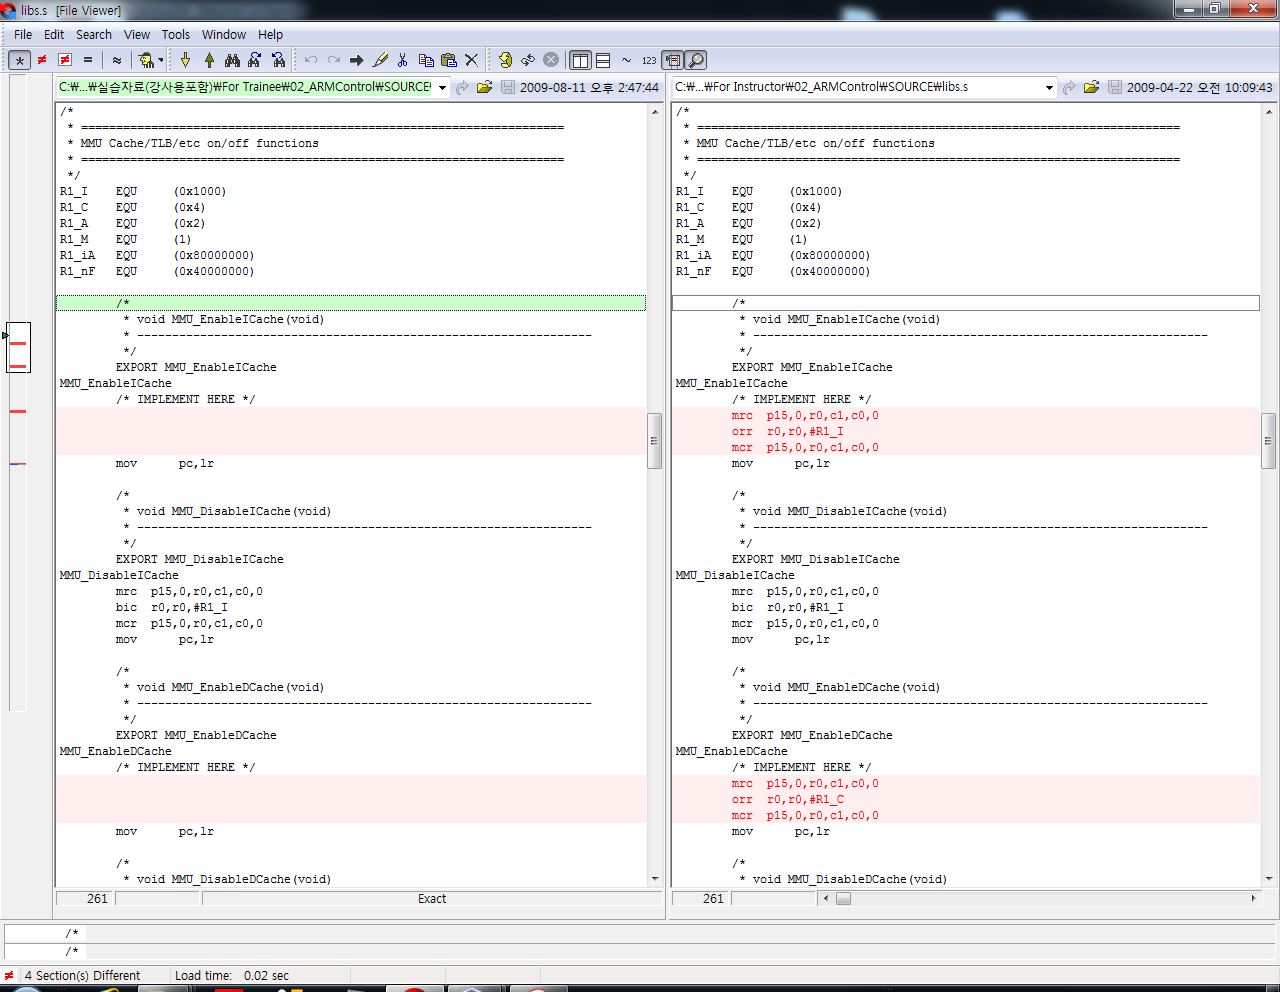 libs.s [File Viewer]
File Edit Search View Tools Window Help
* ≠ ≠ = ≈ 123
C:₩...₩실습자료(강사용포함)₩For Trainee₩02_ARMControl₩SOURCE₩ 2009-08-11 오후 2:47:44
/*
* =====================================================================
* MMU Cache/TLB/etc on/off functions
* =====================================================================
*/
R1_I EQU (0x1000)
R1_C EQU (0x4)
R1_A EQU (0x2)
R1_M EQU (1)
R1_iA EQU (0x80000000)
R1_nF EQU (0x40000000)
/*
* void MMU_EnableICache(void)
* -----------------------------------------------------------------
*/
EXPORT MMU_EnableICache
MMU_EnableICache
/* IMPLEMENT HERE */
mov pc,lr
/*
* void MMU_DisableICache(void)
* -----------------------------------------------------------------
*/
EXPORT MMU_DisableICache
MMU_DisableICache
mrc p15,0,r0,c1,c0,0
bic r0,r0,#R1_I
mcr p15,0,r0,c1,c0,0
mov pc,lr
/*
* void MMU_EnableDCache(void)
* -----------------------------------------------------------------
*/
EXPORT MMU_EnableDCache
MMU_EnableDCache
/* IMPLEMENT HERE */
mov pc,lr
/*
* void MMU_DisableDCache(void)
261 Exact
C:₩...₩For Instructor₩02_ARMControl₩SOURCE₩libs.s 2009-04-22 오전 10:09:43
/*
* =====================================================================
* MMU Cache/TLB/etc on/off functions
* =====================================================================
*/
R1_I EQU (0x1000)
R1_C EQU (0x4)
R1_A EQU (0x2)
R1_M EQU (1)
R1_iA EQU (0x80000000)
R1_nF EQU (0x40000000)
/*
* void MMU_EnableICache(void)
* -----------------------------------------------------------------
*/
EXPORT MMU_EnableICache
MMU_EnableICache
/* IMPLEMENT HERE */
mrc p15,0,r0,c1,c0,0
orr r0,r0,#R1_I
mcr p15,0,r0,c1,c0,0
mov pc,lr
/*
* void MMU_DisableICache(void)
* -----------------------------------------------------------------
*/
EXPORT MMU_DisableICache
MMU_DisableICache
mrc p15,0,r0,c1,c0,0
bic r0,r0,#R1_I
mcr p15,0,r0,c1,c0,0
mov pc,lr
/*
* void MMU_EnableDCache(void)
* -----------------------------------------------------------------
*/
EXPORT MMU_EnableDCache
MMU_EnableDCache
/* IMPLEMENT HERE */
mrc p15,0,r0,c1,c0,0
orr r0,r0,#R1_C
mcr p15,0,r0,c1,c0,0
mov pc,lr
/*
* void MMU_DisableDCache(void)
261
/*
/*
≠ 4 Section(s) Different Load time: 0.02 sec